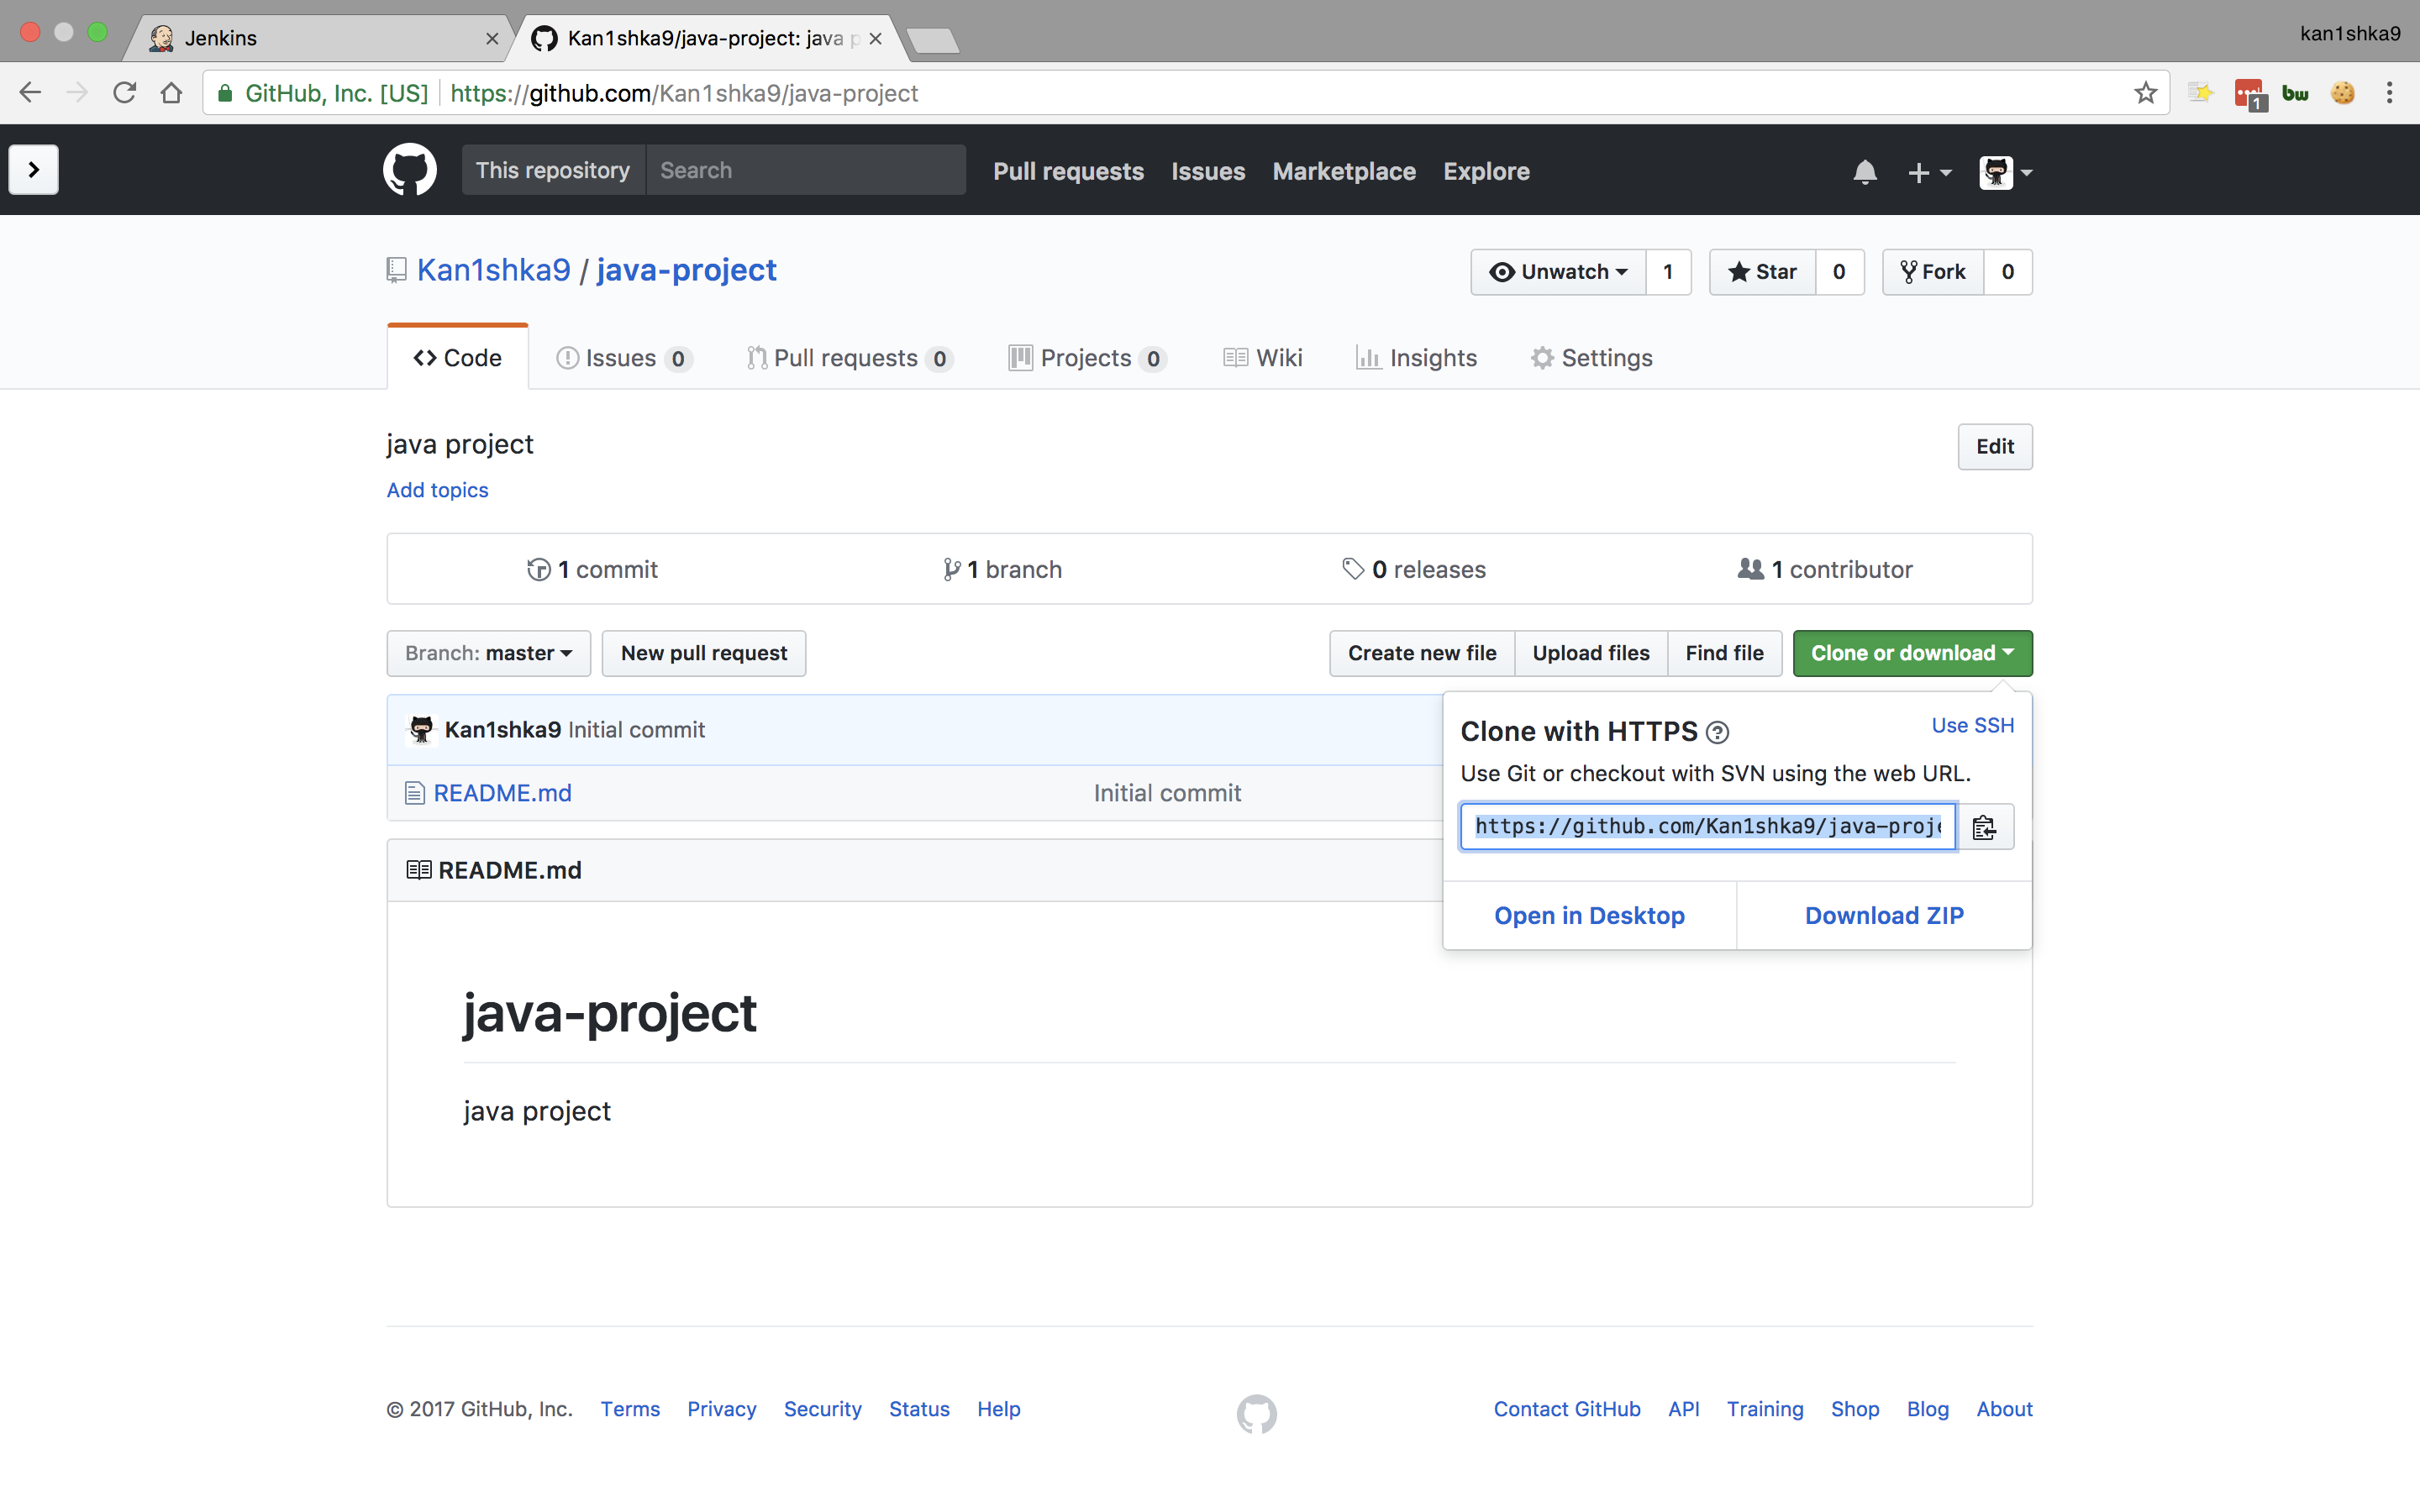 Jenkins
Kan1shka9/java-project: java p
kan1shka9
GitHub, Inc. [US] https://github.com/Kan1shka9/java-project
1
bw
This repository Search Pull requests Issues Marketplace Explore
Kan1shka9 / java-project
Unwatch 1 Star 0 Fork 0
Code Issues 0 Pull requests 0 Projects 0 Wiki Insights Settings
java project
Edit
Add topics
1 commit 1 branch 0 releases 1 contributor
Branch: master New pull request Create new file Upload files Find file Clone or download
Kan1shka9 Initial commit
README.md Initial commit
Clone with HTTPS ?
Use SSH
Use Git or checkout with SVN using the web URL.
https://github.com/Kan1shka9/java-proje
Open in Desktop Download ZIP
README.md
java-project
java project
© 2017 GitHub, Inc. Terms Privacy Security Status Help Contact GitHub API Training Shop Blog About